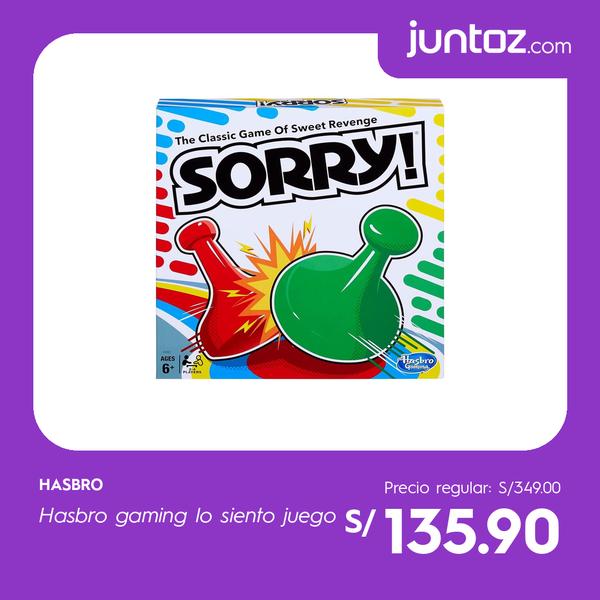 juntoz.com
SORRY!
The Classic Game Of Sweet Revenge
SORRY!
AGES
6+
PLAYERS
Hasbro
Gaming
HASBRO
Precio regular: S/349.00
Hasbro gaming lo siento juego
S/ 135.90